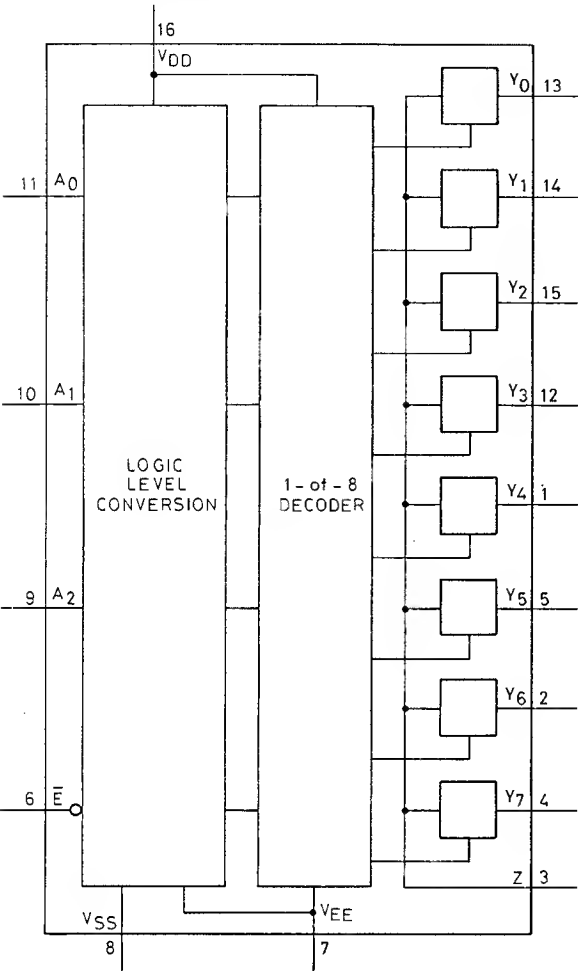 16
VDD
Y0 13
11 A0
Y1 14
Y2 15
10 A1
Y3 12
LOGIC
LEVEL
CONVERSION
1-of-8
DECODER
Y4 1
9 A2
Y5 5
Y6 2
6 E̅
Y7 4
Z 3
VSS
VEE
8
7